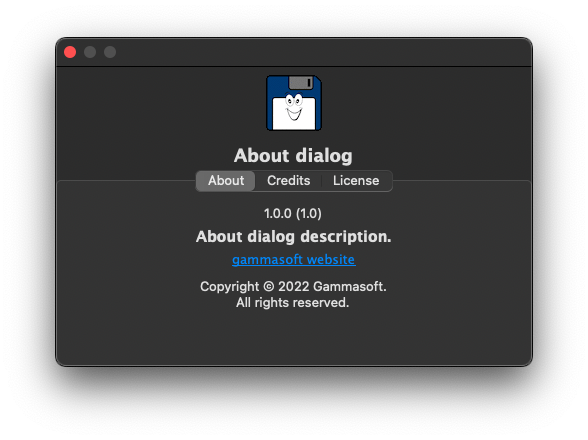 About dialog
About Credits License
1.0.0 (1.0)
About dialog description.
gammasoft website
Copyright © 2022 Gammasoft.
All rights reserved.